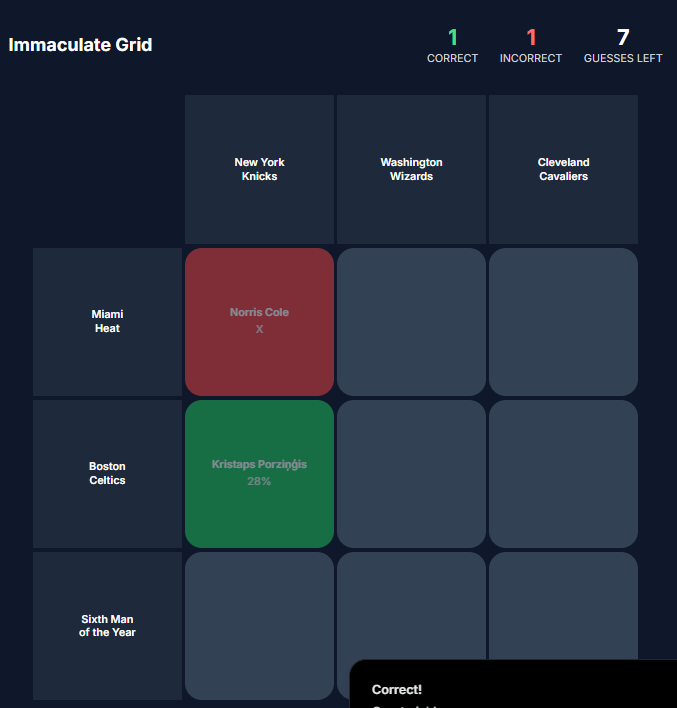 Immaculate Grid
1
CORRECT
1
INCORRECT
7
GUESSES LEFT
New York
Knicks
Washington
Wizards
Cleveland
Cavaliers
Miami
Heat
Norris Cole
X
Boston
Celtics
Kristaps Porziņģis
28%
Sixth Man
of the Year
Correct!